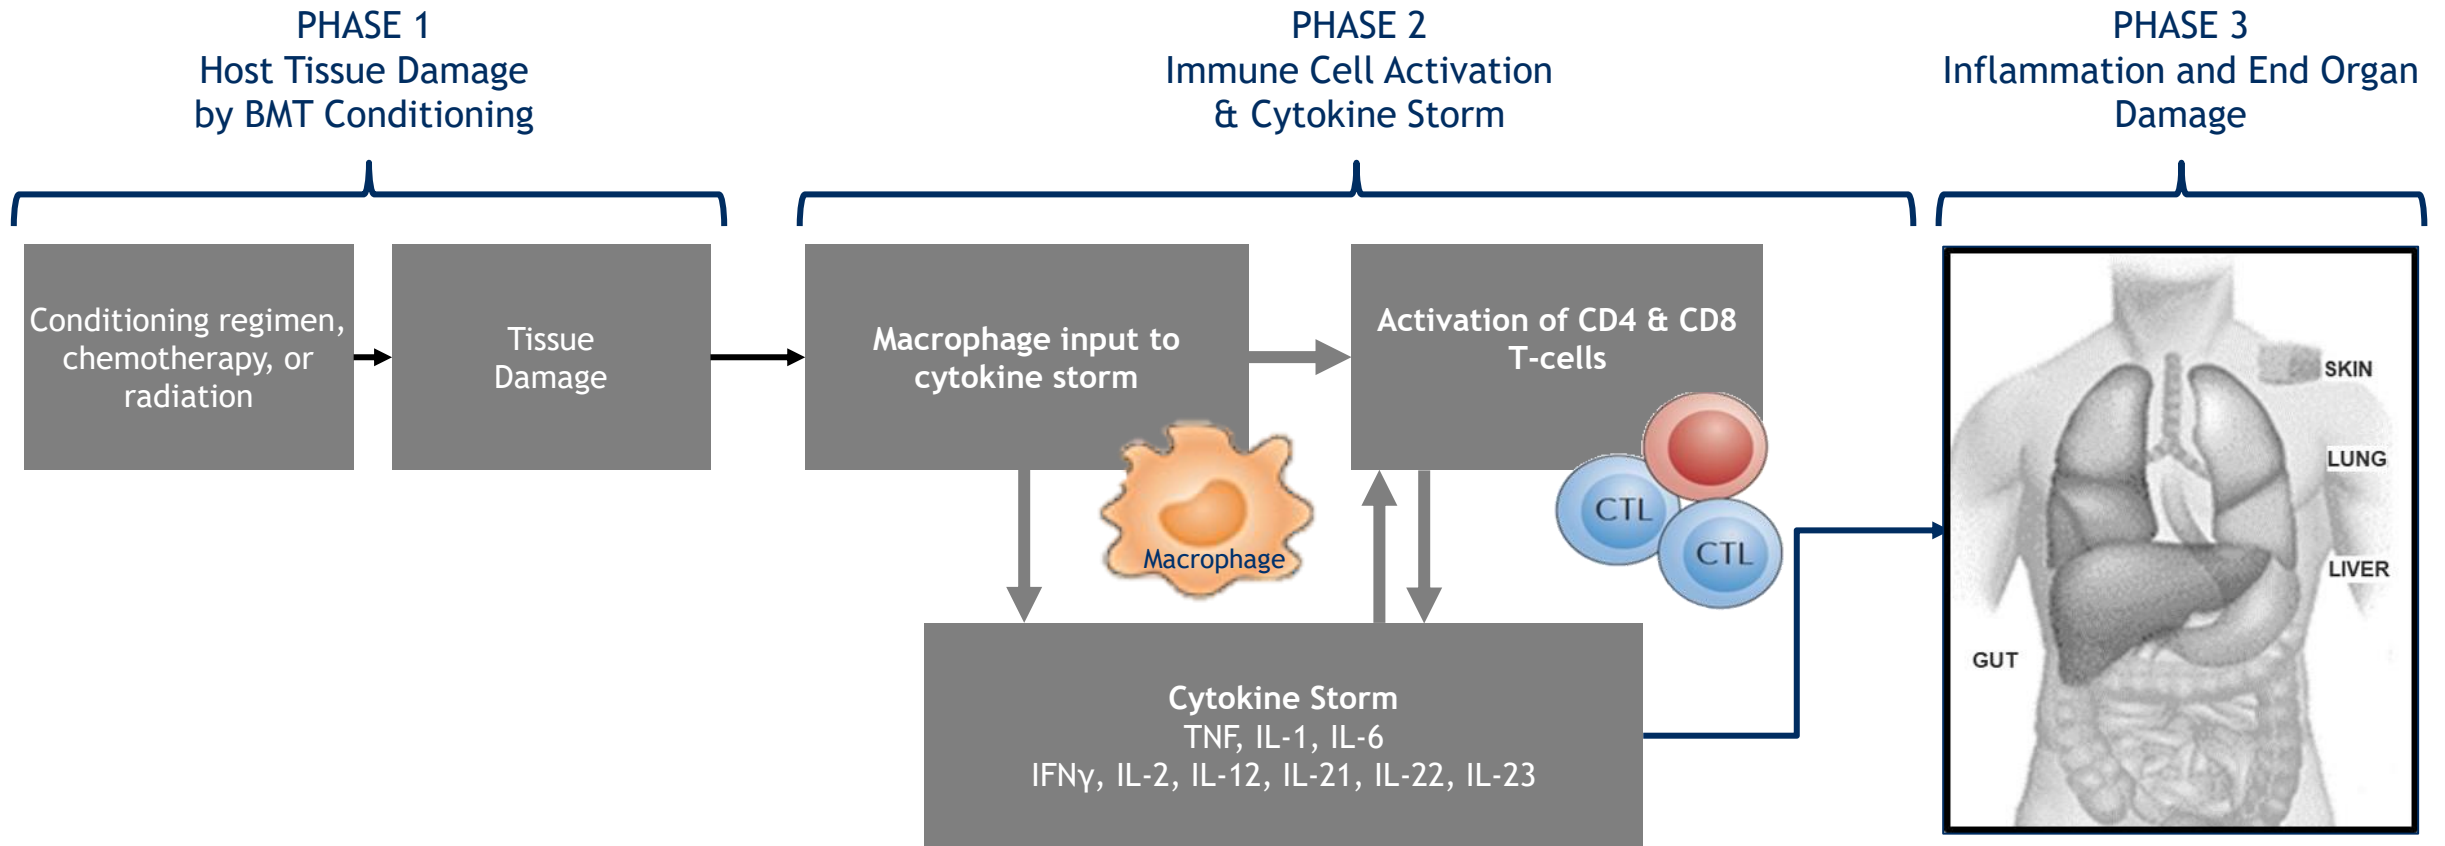 PHASE 1
Host Tissue Damage
by BMT Conditioning
PHASE 2
Immune Cell Activation
& Cytokine Storm
PHASE 3
Inflammation and End Organ
Damage
Conditioning regimen,
chemotherapy, or
radiation
Tissue
Damage
Macrophage input to
cytokine storm
Macrophage
Activation of CD4 & CD8
T-cells
CTL
CTL
Cytokine Storm
TNF, IL-1, IL-6
IFNγ, IL-2, IL-12, IL-21, IL-22, IL-23
SKIN
LUNG
LIVER
GUT